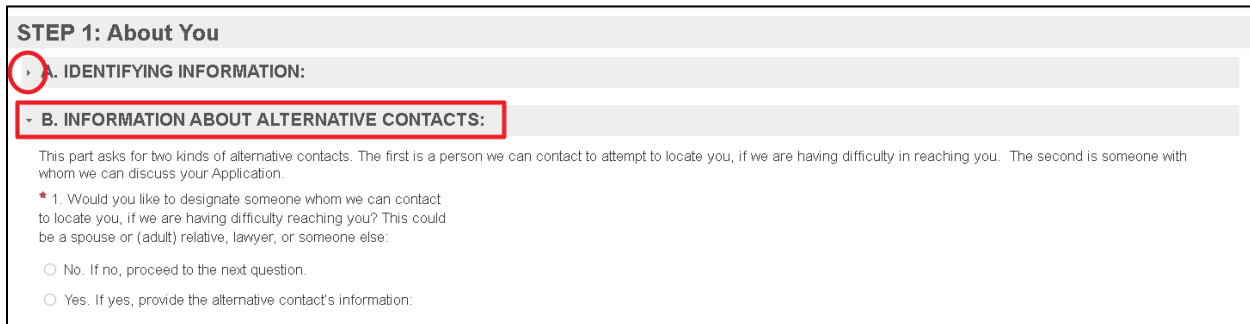 STEP 1: About You
A. IDENTIFYING INFORMATION:
B. INFORMATION ABOUT ALTERNATIVE CONTACTS:
This part asks for two kinds of alternative contacts. The first is a person we can contact to attempt to locate you, if we are having difficulty in reaching you. The second is someone with
whom we can discuss your Application.
* 1. Would you like to designate someone whom we can contact
to locate you, if we are having difficulty reaching you? This could
be a spouse or (adult) relative, lawyer, or someone else:
No. If no, proceed to the next question.
Yes. If yes, provide the alternative contact's information: